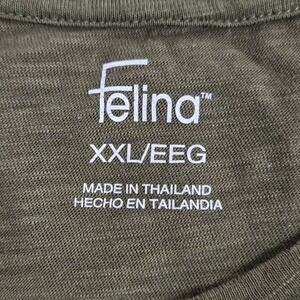 Felina™
XXL/EEG
MADE IN THAILAND
HECHO EN TAILANDIA